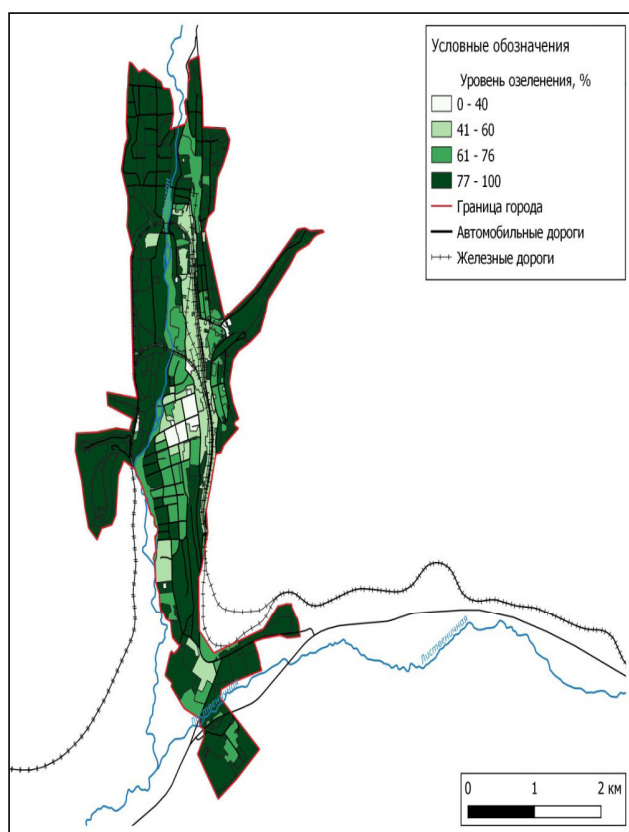 Условные обозначения
Уровень озеленения, %
0 - 40
41 - 60
61 - 76
77 - 100
Граница города
Автомобильные дороги
Железные дороги
Лиственичная
0 1 2 км